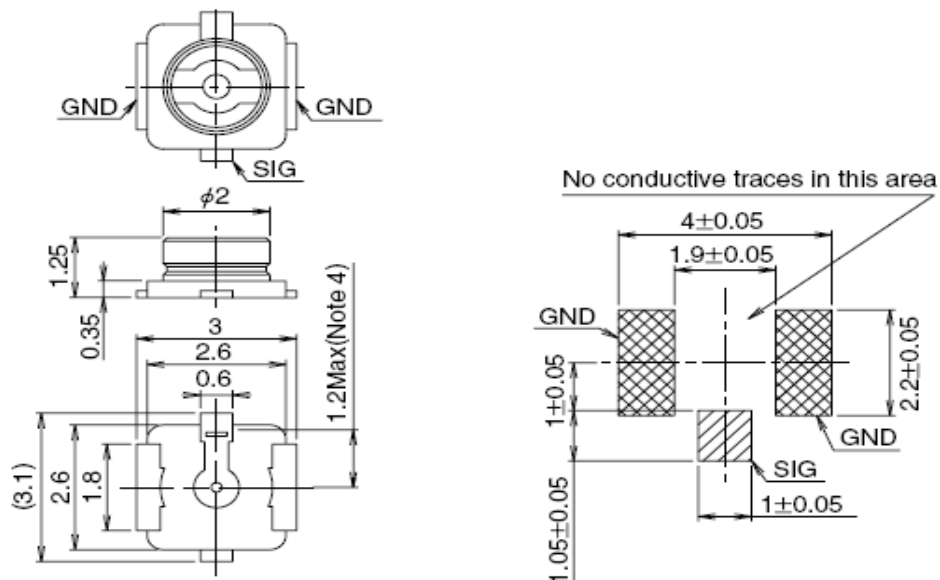 GND
GND
SIG
ϕ2
1.25
0.35
3
2.6
0.6
1.2Max(Note 4)
(3.1)
2.6
1.8
No conductive traces in this area
4±0.05
1.9±0.05
GND
1±0.05
2.2±0.05
GND
SIG
1±0.05
1.05±0.05